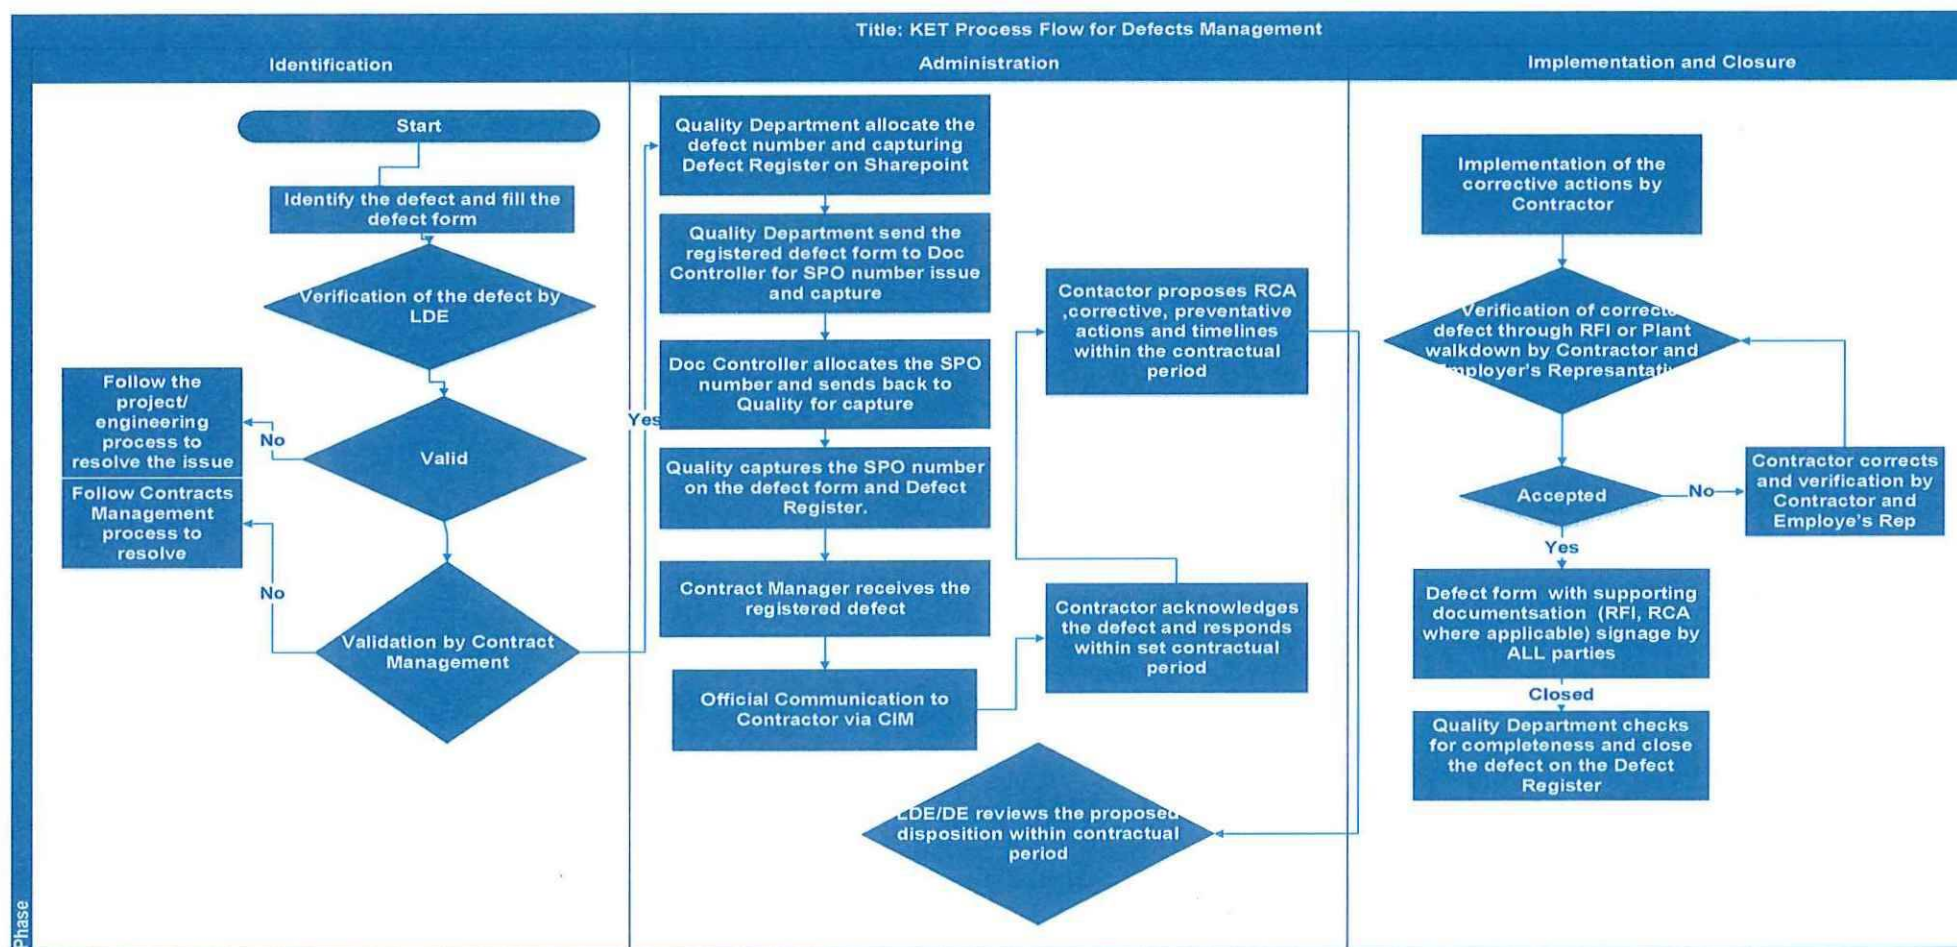 Title: KET Process Flow for Defects Management
Identification
Administration
Implementation and Closure
Phase
Start
Identify the defect and fill the
defect form
Verification of the defect by
LDE
Valid
No
Follow the
project/
engineering
process to
resolve the issue
Follow Contracts
Management
process to
resolve
No
Validation by Contract
Management
Yes
Quality Department allocate the
defect number and capturing
Defect Register on Sharepoint
Quality Department send the
registered defect form to Doc
Controller for SPO number issue
and capture
Doc Controller allocates the SPO
number and sends back to
Quality for capture
Quality captures the SPO number
on the defect form and Defect
Register.
Contract Manager receives the
registered defect
Official Communication to
Contractor via CIM
Contractor acknowledges
the defect and responds
within set contractual
period
Contactor proposes RCA
,corrective, preventative
actions and timelines
within the contractual
period
LDE/DE reviews the proposed
disposition within contractual
period
Implementation of the
corrective actions by
Contractor
Verification of correcte
defect through RFI or Plant
walkdown by Contractor and
Employer's Represantativ
Accepted
No
Contractor corrects
and verification by
Contractor and
Employe's Rep
Yes
Defect form with supporting
documentsation (RFI, RCA
where applicable) signage by
ALL parties
Closed
Quality Department checks
for completeness and close
the defect on the Defect
Register